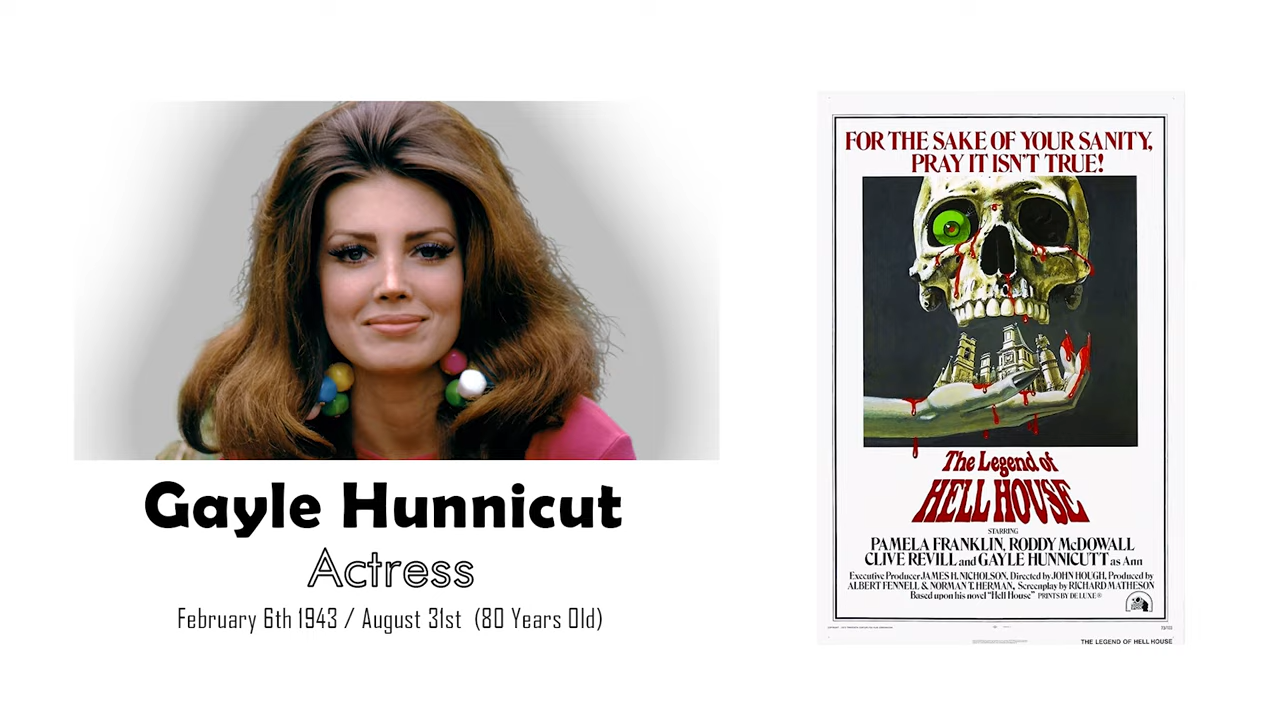 Gayle Hunnicut
Actress
February 6th 1943 / August 31st (80 Years Old)
FOR THE SAKE OF YOUR SANITY,
PRAY IT ISN'T TRUE!
The Legend of
HELL HOUSE
STARRING
PAMELA FRANKLIN, RODDY McDOWALL
CLIVE REVILL and GAYLE HUNNICUTT as Ann
Executive Producer JAMES H. NICHOLSON, Directed by JOHN HOUGH, Produced by
ALBERT FENNELL & NORMAN T. HERMAN, Screenplay by RICHARD MATHESON
Based upon his novel "Hell House" PRINTS BY DE LUXE®
THE LEGEND OF HELL HOUSE